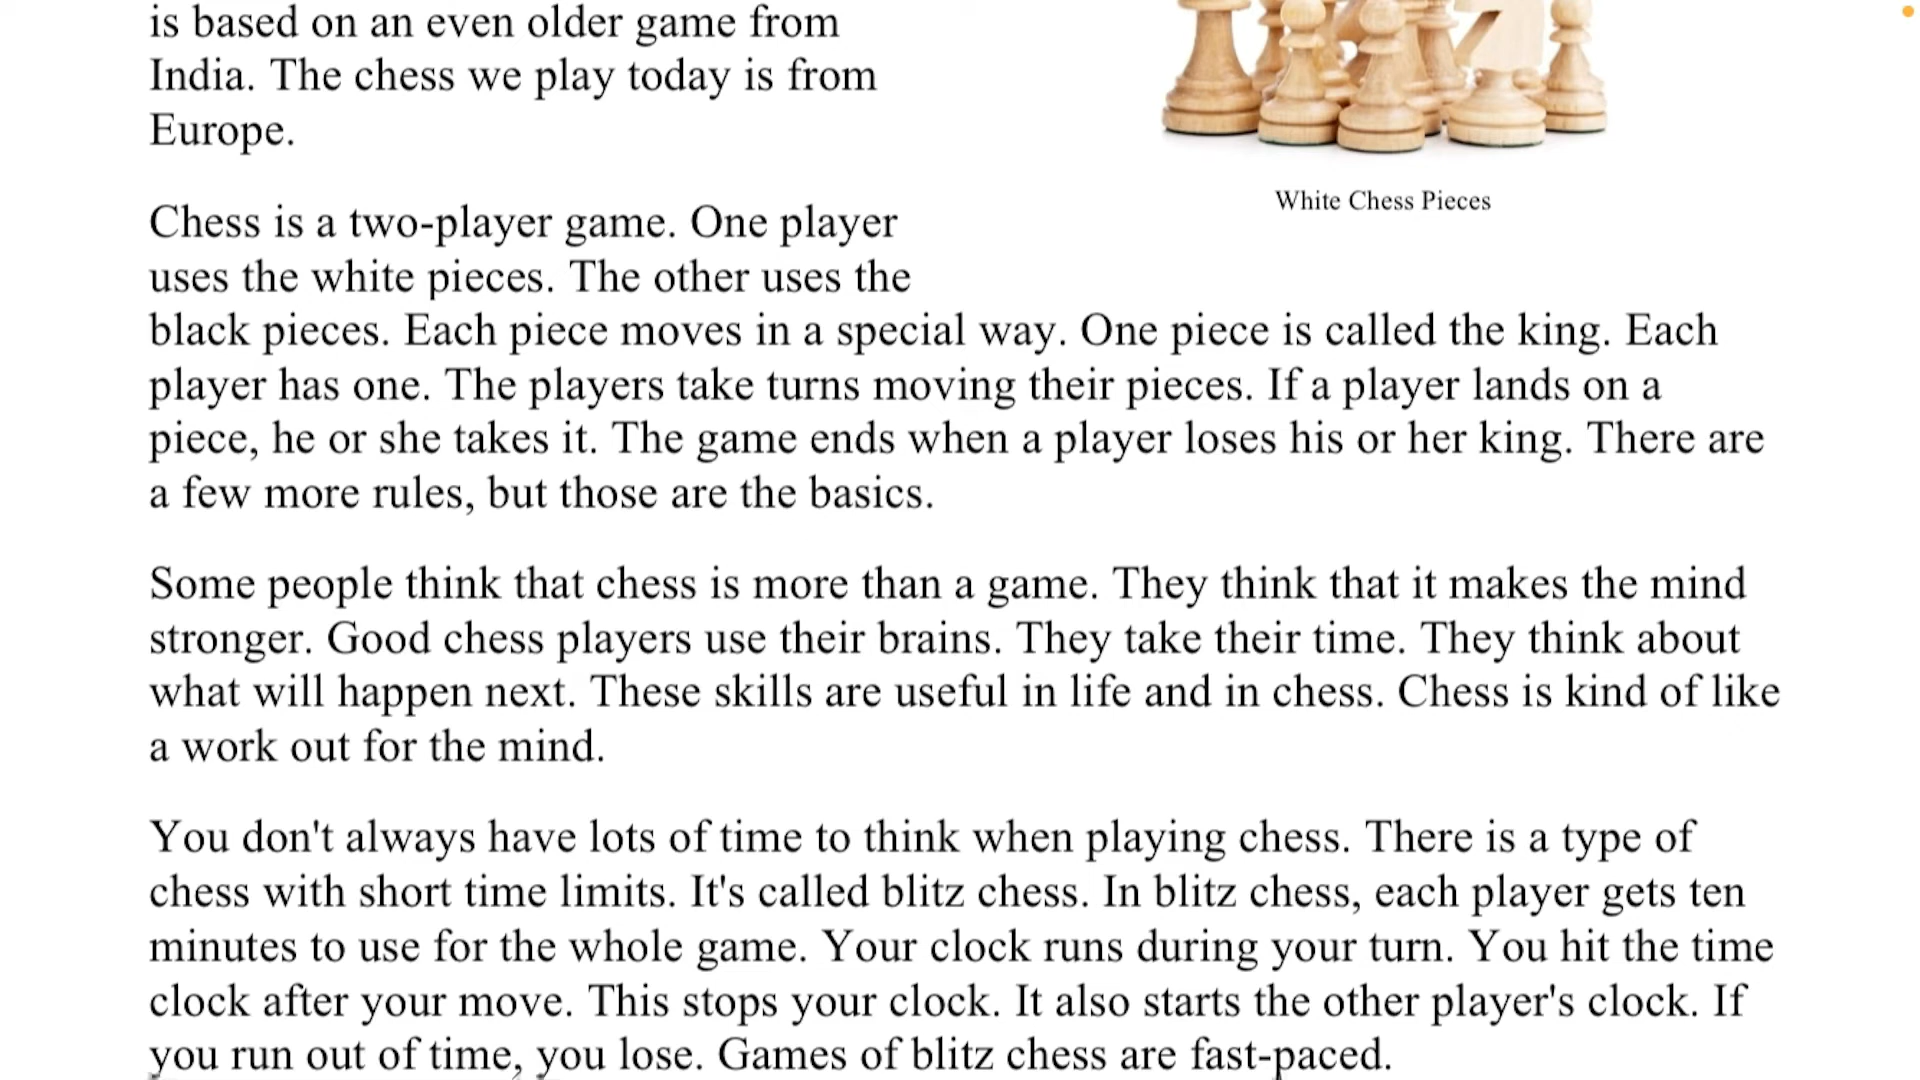 is based on an even older game from
India. The chess we play today is from
Europe.
White Chess Pieces
Chess is a two-player game. One player
uses the white pieces. The other uses the
black pieces. Each piece moves in a special way. One piece is called the king. Each
player has one. The players take turns moving their pieces. If a player lands on a
piece, he or she takes it. The game ends when a player loses his or her king. There are
a few more rules, but those are the basics.
Some people think that chess is more than a game. They think that it makes the mind
stronger. Good chess players use their brains. They take their time. They think about
what will happen next. These skills are useful in life and in chess. Chess is kind of like
a work out for the mind.
You don't always have lots of time to think when playing chess. There is a type of
chess with short time limits. It's called blitz chess. In blitz chess, each player gets ten
minutes to use for the whole game. Your clock runs during your turn. You hit the time
clock after your move. This stops your clock. It also starts the other player's clock. If
you run out of time, you lose. Games of blitz chess are fast-paced.